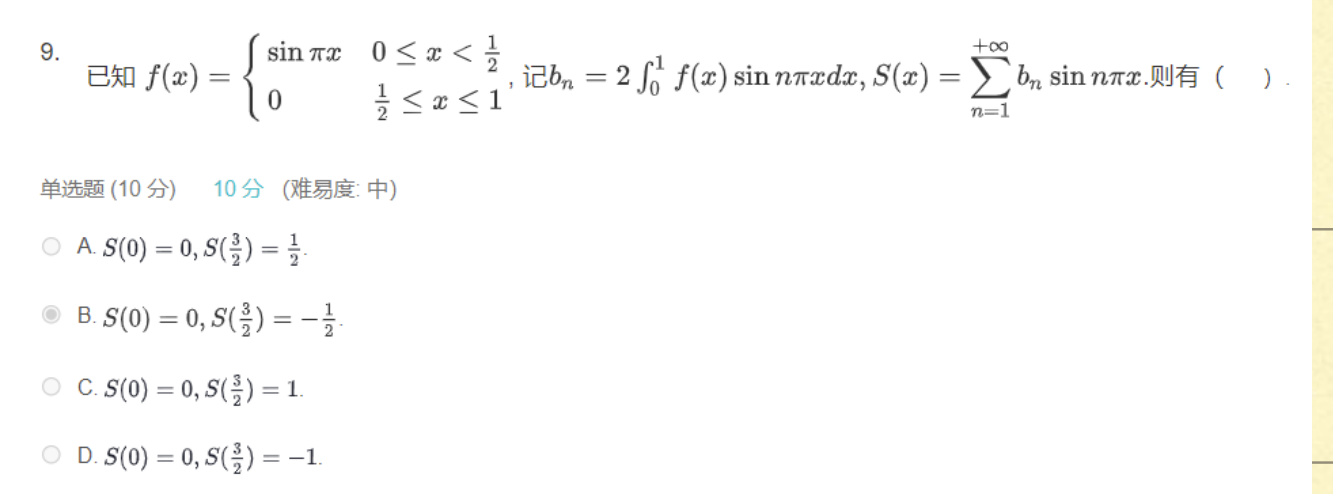 9. 已知 f(x) = { sin πx 0 ≤ x < 1/2 ; 0 1/2 ≤ x ≤ 1 , 记b_n = 2 ∫_0^1 f(x) sin nπxdx, S(x) = ∑_{n=1}^{+∞} b_n sin nπx.则有 ( ) .
单选题 (10 分) 10 分 (难易度: 中)
A. S(0) = 0, S(3/2) = 1/2.
B. S(0) = 0, S(3/2) = −1/2.
C. S(0) = 0, S(3/2) = 1.
D. S(0) = 0, S(3/2) = −1.